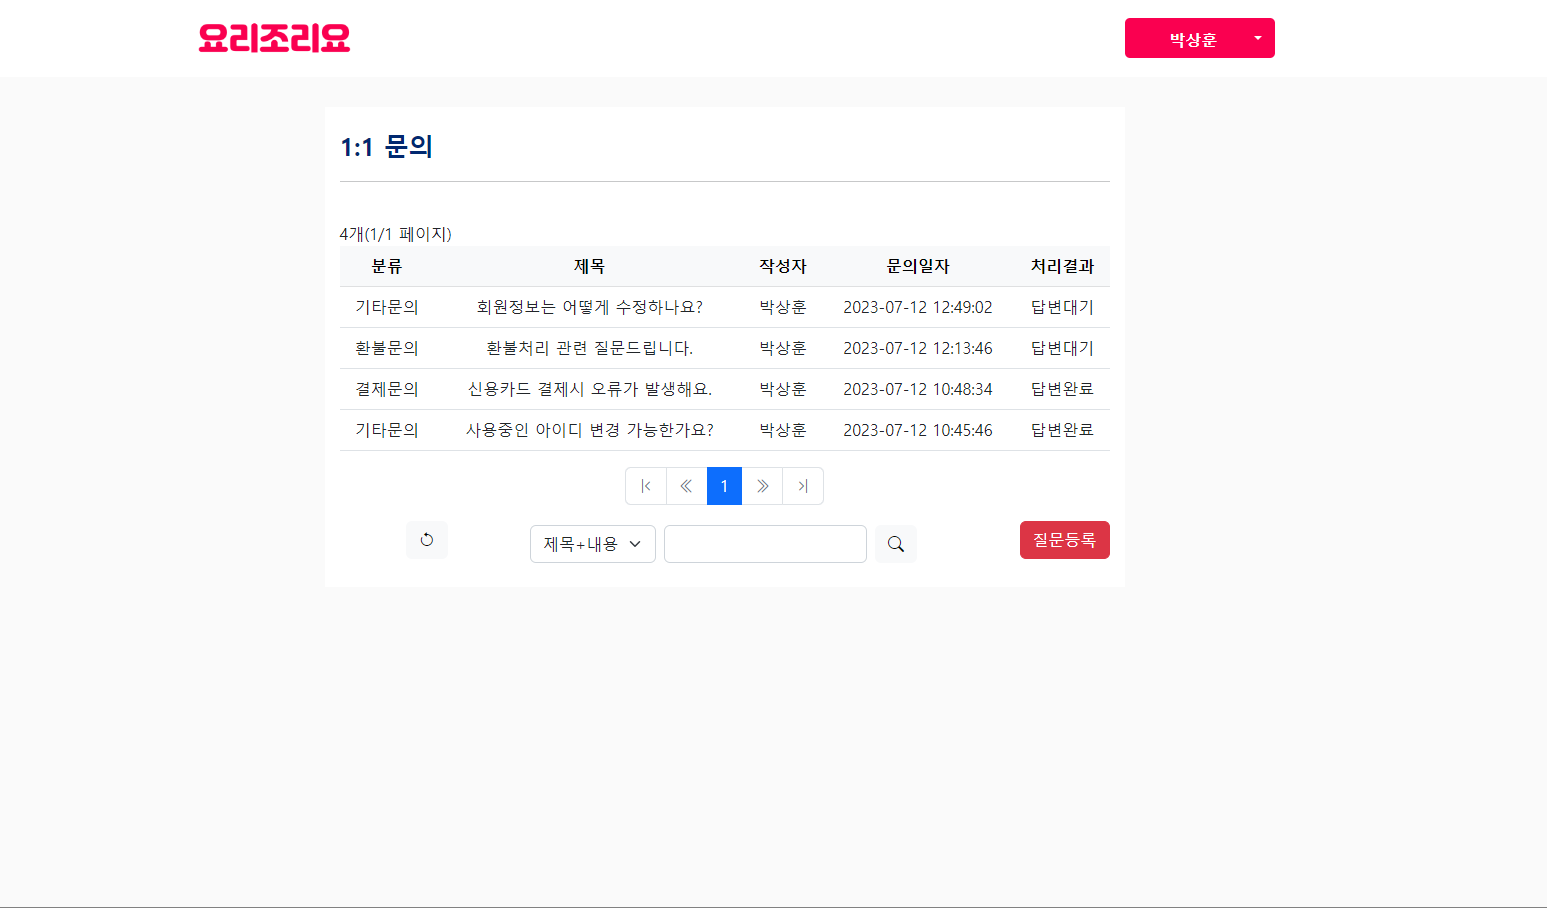 요리조리요
박상훈
1:1 문의
4개(1/1 페이지)
분류 제목 작성자 문의일자 처리결과
기타문의 회원정보는 어떻게 수정하나요? 박상훈 2023-07-12 12:49:02 답변대기
환불문의 환불처리 관련 질문드립니다. 박상훈 2023-07-12 12:13:46 답변대기
결제문의 신용카드 결제시 오류가 발생해요. 박상훈 2023-07-12 10:48:34 답변완료
기타문의 사용중인 아이디 변경 가능한가요? 박상훈 2023-07-12 10:45:46 답변완료
1
제목+내용 질문등록